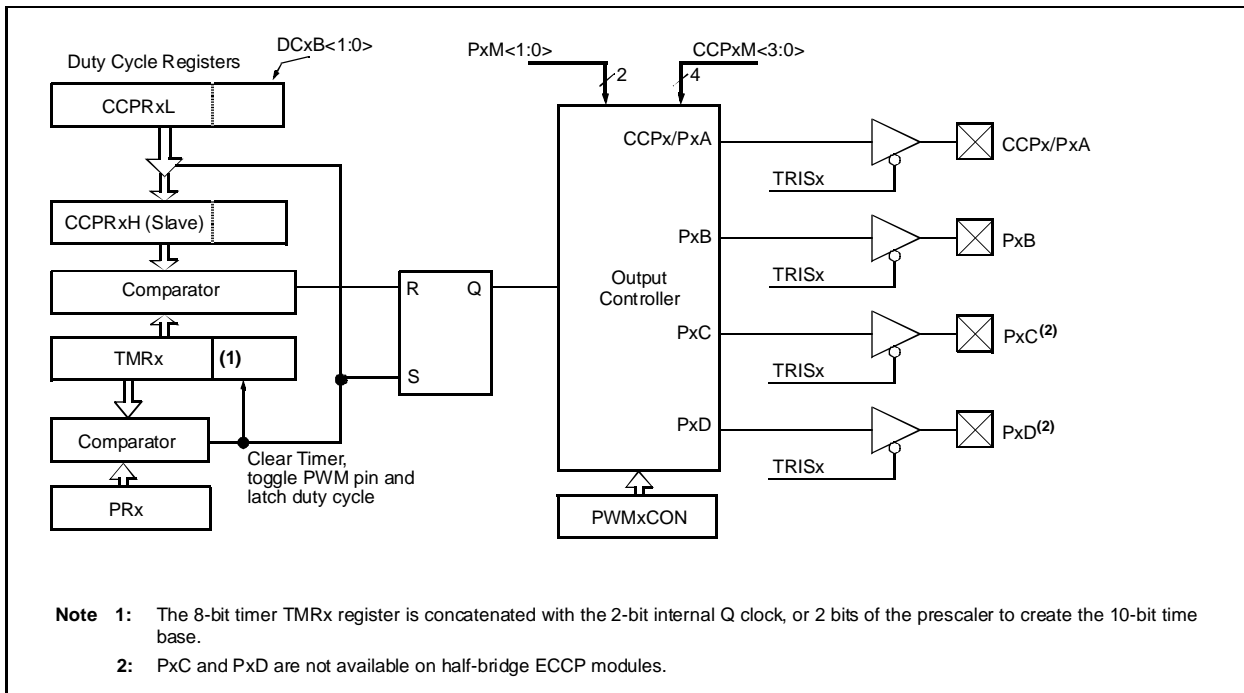 DCxB<1:0>
Duty Cycle Registers
CCPRxL
CCPRxH (Slave)
Comparator
TMRx
(1)
Comparator
PRx
Clear Timer,
toggle PWM pin and
latch duty cycle
R
Q
S
PxM<1:0>
2
CCPxM<3:0>
4
Output
Controller
CCPx/PxA
PxB
PxC
PxD
PWMxCON
TRISx
CCPx/PxA
TRISx
PxB
TRISx
PxC(2)
TRISx
PxD(2)
Note 1: The 8-bit timer TMRx register is concatenated with the 2-bit internal Q clock, or 2 bits of the prescaler to create the 10-bit time
base.
2: PxC and PxD are not available on half-bridge ECCP modules.